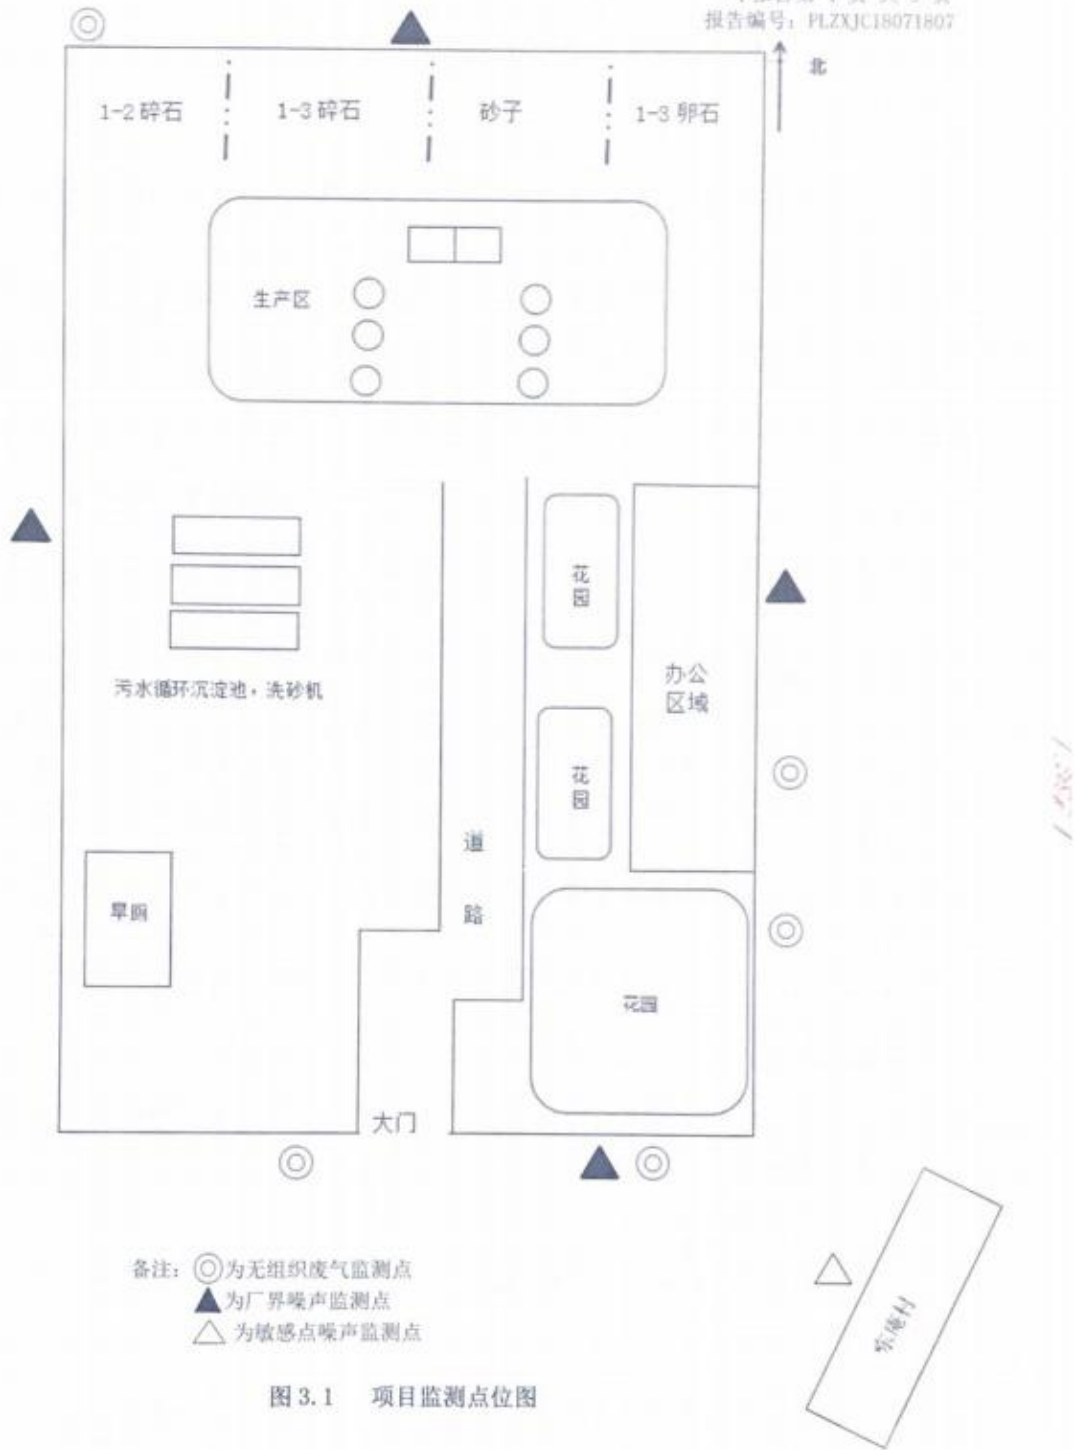 报告编号：PLZXJC18071807
北
1-2 碎石
1-3 碎石
砂子
1-3 卵石
生产区
花
园
办公
区域
污水循环沉淀池，洗砂机
花
园
道
路
旱厕
花园
大门
备注：◎为无组织废气监测点
▲为厂界噪声监测点
△ 为敏感点噪声监测点
图 3.1 项目监测点位图